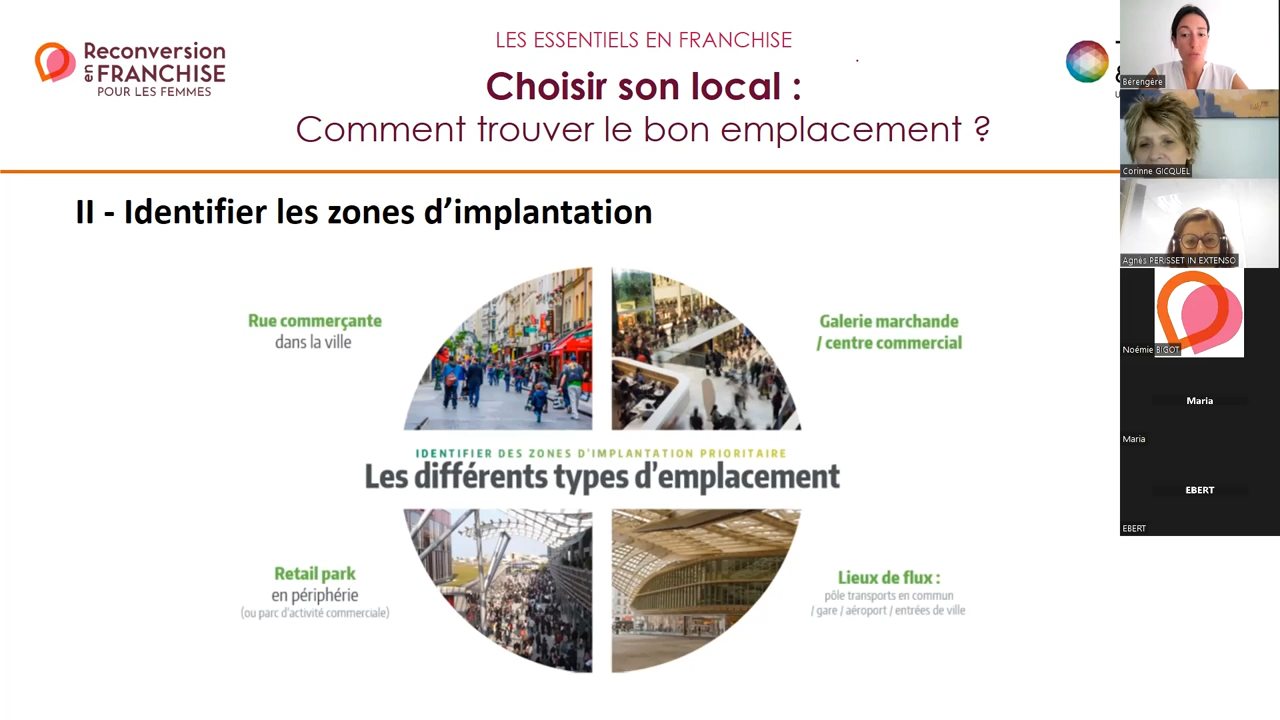 Reconversion
en FRANCHISE
POUR LES FEMMES
LES ESSENTIELS EN FRANCHISE
Choisir son local :
Comment trouver le bon emplacement ?
II - Identifier les zones d’implantation
Rue commerçante
dans la ville
Galerie marchande
/ centre commercial
IDENTIFIER DES ZONES D’IMPLANTATION PRIORITAIRE
Les différents types d’emplacement
Retail park
en périphérie
(ou parc d’activité commerciale)
Lieux de flux :
pôle transports en commun
/ gare / aéroport / entrées de ville
Bérengère
Corinne GICQUEL
Agnès PERISSET IN EXTENSO
Noémie BIGOT
Maria
Maria
EBERT
EBERT